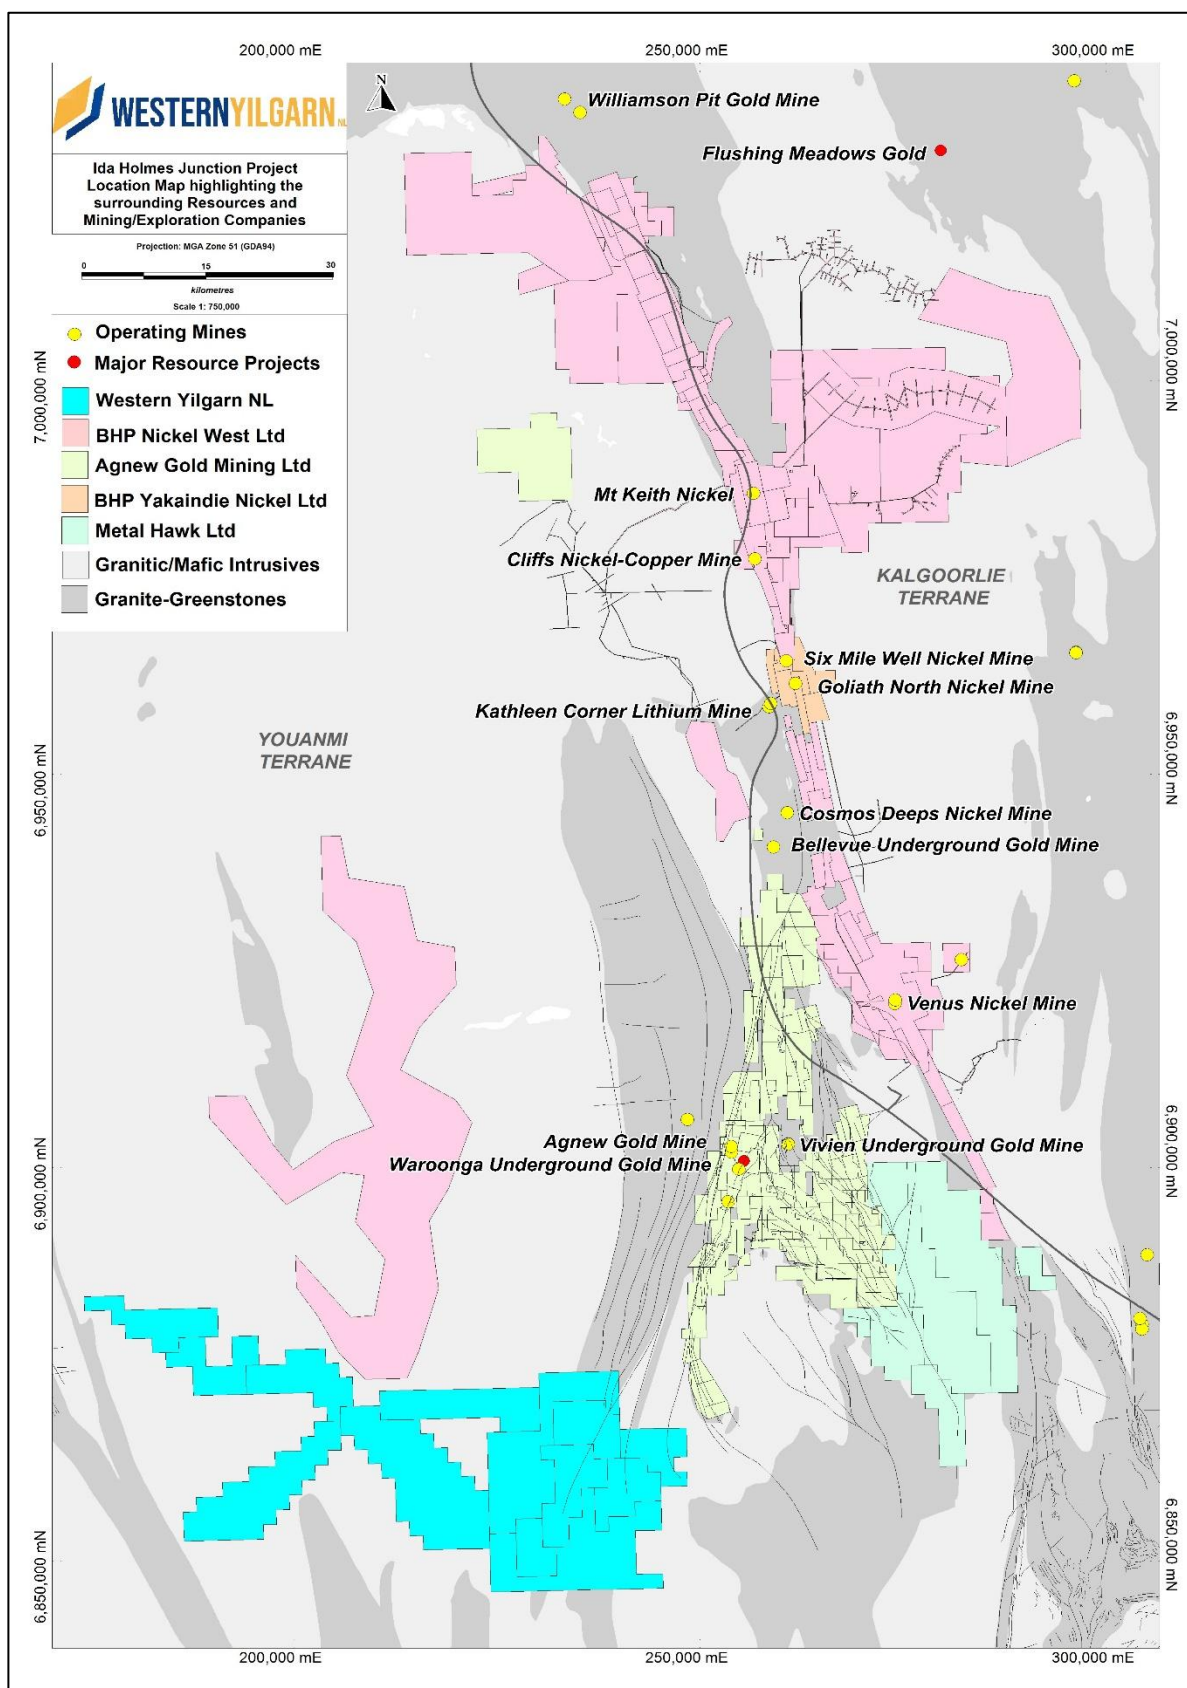 200,000 mE
250,000 mE
300,000 mE
WESTERNYILGARN NL
Ida Holmes Junction Project
Location Map highlighting the
surrounding Resources and
Mining/Exploration Companies
Projection: MGA Zone 51 (GDA94)
0
15
30
kilometres
Scale 1: 750,000
Operating Mines
Major Resource Projects
Western Yilgarn NL
BHP Nickel West Ltd
Agnew Gold Mining Ltd
BHP Yakaindie Nickel Ltd
Metal Hawk Ltd
Granitic/Mafic Intrusives
Granite-Greenstones
N
Williamson Pit Gold Mine
Flushing Meadows Gold
7,000,000 mN
7,000,000 mN
Mt Keith Nickel
Cliffs Nickel-Copper Mine
KALGOORLIE
TERRANE
Six Mile Well Nickel Mine
Goliath North Nickel Mine
Kathleen Corner Lithium Mine
YOUANMI
TERRANE
6,950,000 mN
6,950,000 mN
Cosmos Deeps Nickel Mine
Bellevue Underground Gold Mine
Venus Nickel Mine
Agnew Gold Mine
Vivien Underground Gold Mine
Waroonga Underground Gold Mine
6,900,000 mN
6,900,000 mN
6,850,000 mN
6,850,000 mN
200,000 mE
250,000 mE
300,000 mE